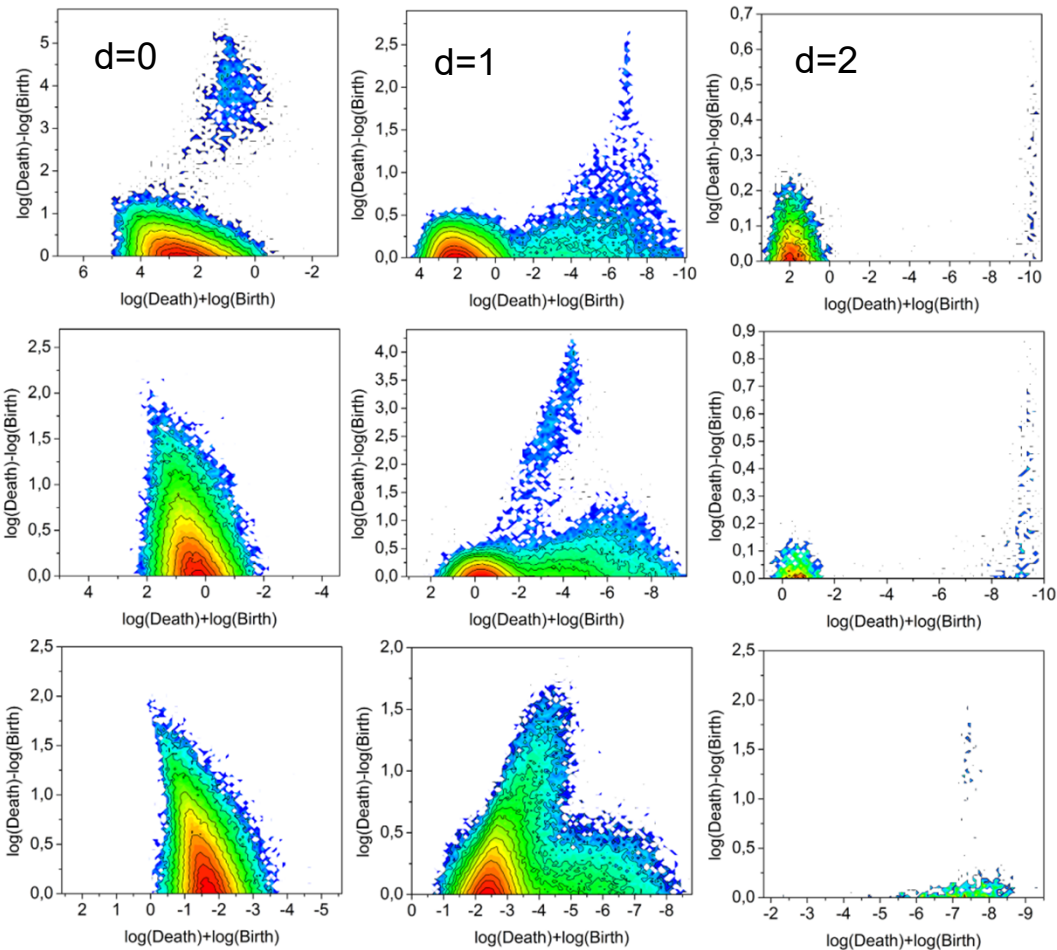 d=0
5
4
3
2
1
0
log(Death)-log(Birth)
6 4 2 0 -2
log(Death)+log(Birth)
d=1
2.5
2.0
1.5
1.0
0.5
0.0
log(Death)-log(Birth)
4 2 0 -2 -4 -6 -8 -10
log(Death)+log(Birth)
d=2
0,7
0,6
0,5
0,4
0,3
0,2
0,1
0,0
log(Death)-log(Birth)
2 0 -2 -4 -6 -8 -10
log(Death)+log(Birth)
2,5
2,0
1,5
1,0
0,5
0,0
log(Death)-log(Birth)
4 2 0 -2 -4
log(Death)+log(Birth)
4,0
3,5
3,0
2,5
2,0
1,5
1,0
0,5
0,0
log(Death)-log(Birth)
2 0 -2 -4 -6 -8
log(Death)+log(Birth)
0,9
0,8
0,7
0,6
0,5
0,4
0,3
0,2
0,1
0,0
log(Death)-log(Birth)
0 -2 -4 -6 -8 -10
log(Death)+log(Birth)
2,5
2,0
1,5
1,0
0,5
0,0
log(Death)-log(Birth)
2 1 0 -1 -2 -3 -4 -5
log(Death)+log(Birth)
2,0
1,5
1,0
0,5
0,0
log(Death)-log(Birth)
0 -1 -2 -3 -4 -5 -6 -7 -8
log(Death)+log(Birth)
2,5
2,0
1,5
1,0
0,5
0,0
log(Death)-log(Birth)
-2 -3 -4 -5 -6 -7 -8 -9
log(Death)+log(Birth)